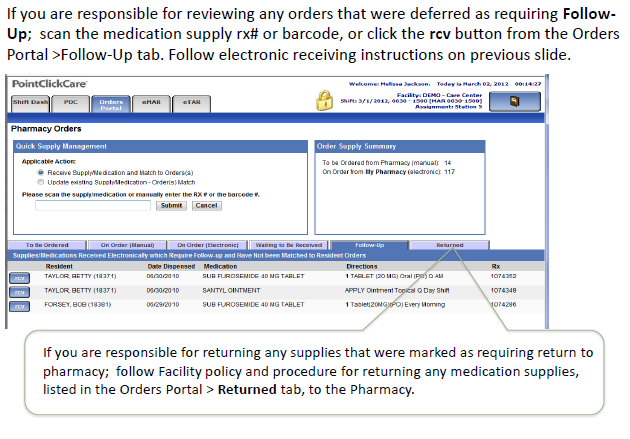 If you are responsible for reviewing any orders that were deferred as requiring Follow-
Up;  scan the medication supply rx# or barcode, or click the rcv button from the Orders
Portal >Follow-Up tab. Follow electronic receiving instructions on previous slide.
PointClickCare
Welcome: Melissa Jackson.   Today is March 02, 2012  00:14:27
Shift Dash POC Orders Portal eMAR eTAR
Facility: DEMO - Care Center
Shift: 3/1/2012, 0630 - 1500 [MAR 0630-1500]
Assignment: Station 5
Pharmacy Orders
Quick Supply Management
Applicable Action:
Receive Supply/Medication and Match to Orders(s)
Update existing Supply/Medication - Order(s) Match
Please scan the supply/medication or manually enter the RX # or the barcode #.
Submit Cancel
Order Supply Summary
To be Ordered from Pharmacy (manual): 14
On Order from My Pharmacy (electronic): 117
To Be Ordered On Order (Manual) On Order (Electronic) Waiting to Be Received Follow-Up Returned
Supplies/Medications Received Electronically which Require Follow-up and Have Not been Matched to Resident Orders
Resident Date Dispensed Medication Directions Rx
rcv TAYLOR, BETTY (18371) 06/30/2010 SUB FUROSEMIDE 40 MG TABLET 1 TABLET (20 MG) Oral (PO) Q AM 1074352
rcv TAYLOR, BETTY (18371) 06/30/2010 SANTYL OINTMENT APPLY Ointment Topical Q Day Shift 1074349
rcv FORSEY, BOB (18381) 06/29/2010 SUB FUROSEMIDE 40 MG TABLET 1 Tablet(20MG)(PO) Every Morning 1074286
If you are responsible for returning any supplies that were marked as requiring return to
pharmacy;  follow Facility policy and procedure for returning any medication supplies,
listed in the Orders Portal > Returned tab, to the Pharmacy.